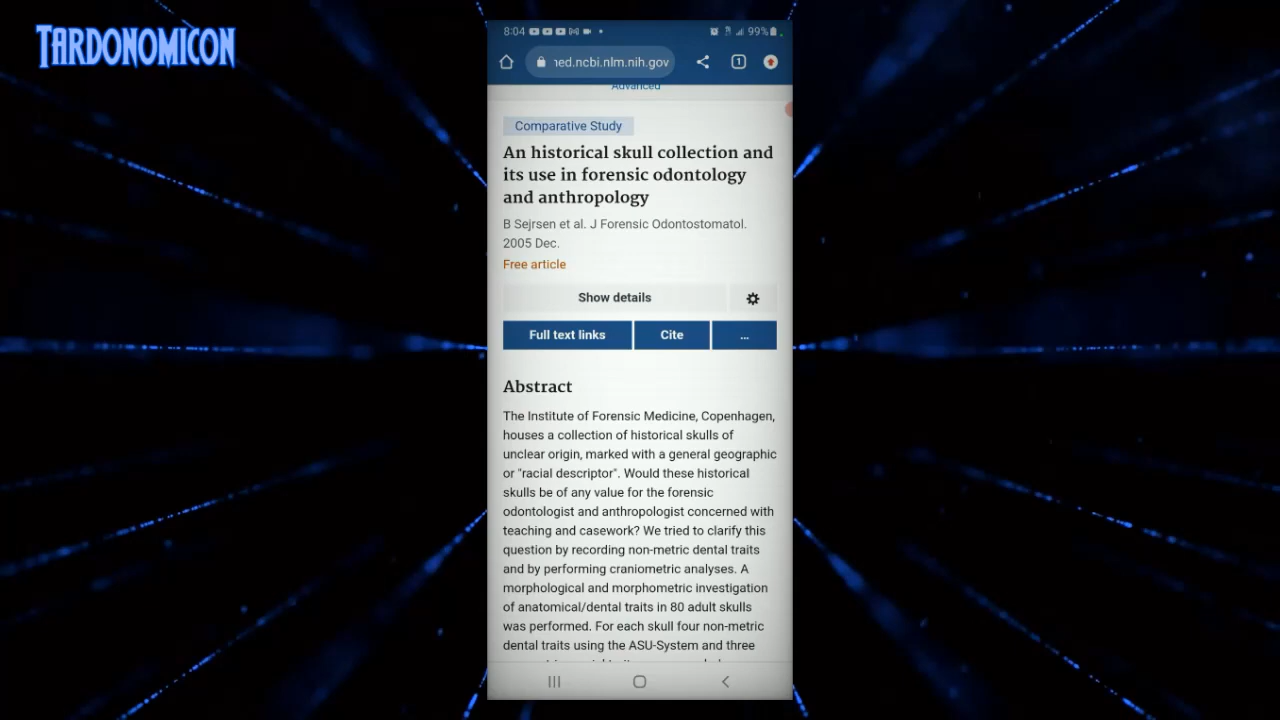 TARDONOMICON
8:04
99%
ned.ncbi.nlm.nih.gov
1
Advanced
Comparative Study
An historical skull collection and
its use in forensic odontology
and anthropology
B Sejrsen et al. J Forensic Odontostomatol.
2005 Dec.
Free article
Show details
Full text links
Cite
...
Abstract
The Institute of Forensic Medicine, Copenhagen,
houses a collection of historical skulls of
unclear origin, marked with a general geographic
or "racial descriptor". Would these historical
skulls be of any value for the forensic
odontologist and anthropologist concerned with
teaching and casework? We tried to clarify this
question by recording non-metric dental traits
and by performing craniometric analyses. A
morphological and morphometric investigation
of anatomical/dental traits in 80 adult skulls
was performed. For each skull four non-metric
dental traits using the ASU-System and three